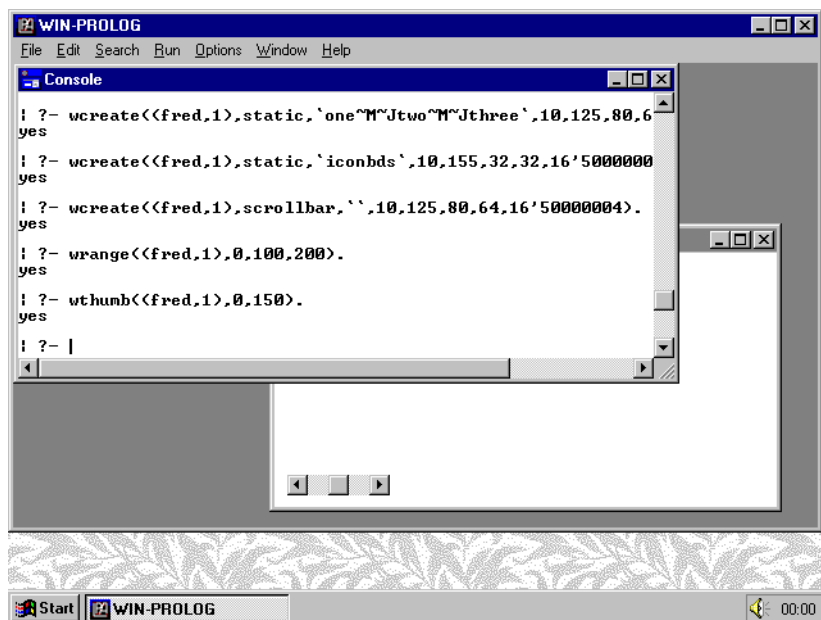 WIN-PROLOG
File Edit Search Run Options Window Help
Console
| ?- wcreate((fred,1),static,`one~M~Jtwo~M~Jthree`,10,125,80,6
yes
| ?- wcreate((fred,1),static,`iconbds`,10,155,32,32,16'5000000
yes
| ?- wcreate((fred,1),scrollbar,``,10,125,80,64,16'50000004).
yes
| ?- wrange((fred,1),0,100,200).
yes
| ?- wthumb((fred,1),0,150).
yes
| ?- |
Start WIN-PROLOG 00:00